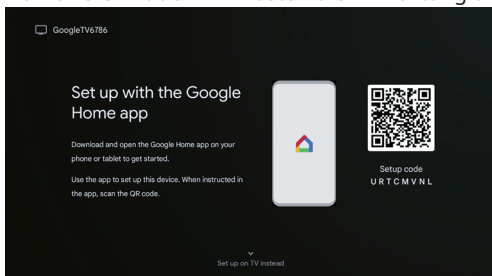 GoogleTV6786
Set up with the Google
Home app
Download and open the Google Home app on your
phone or tablet to get started.
Use the app to set up this device. When instructed in
the app, scan the QR code.
Setup code
URTCMVNL
Set up on TV instead